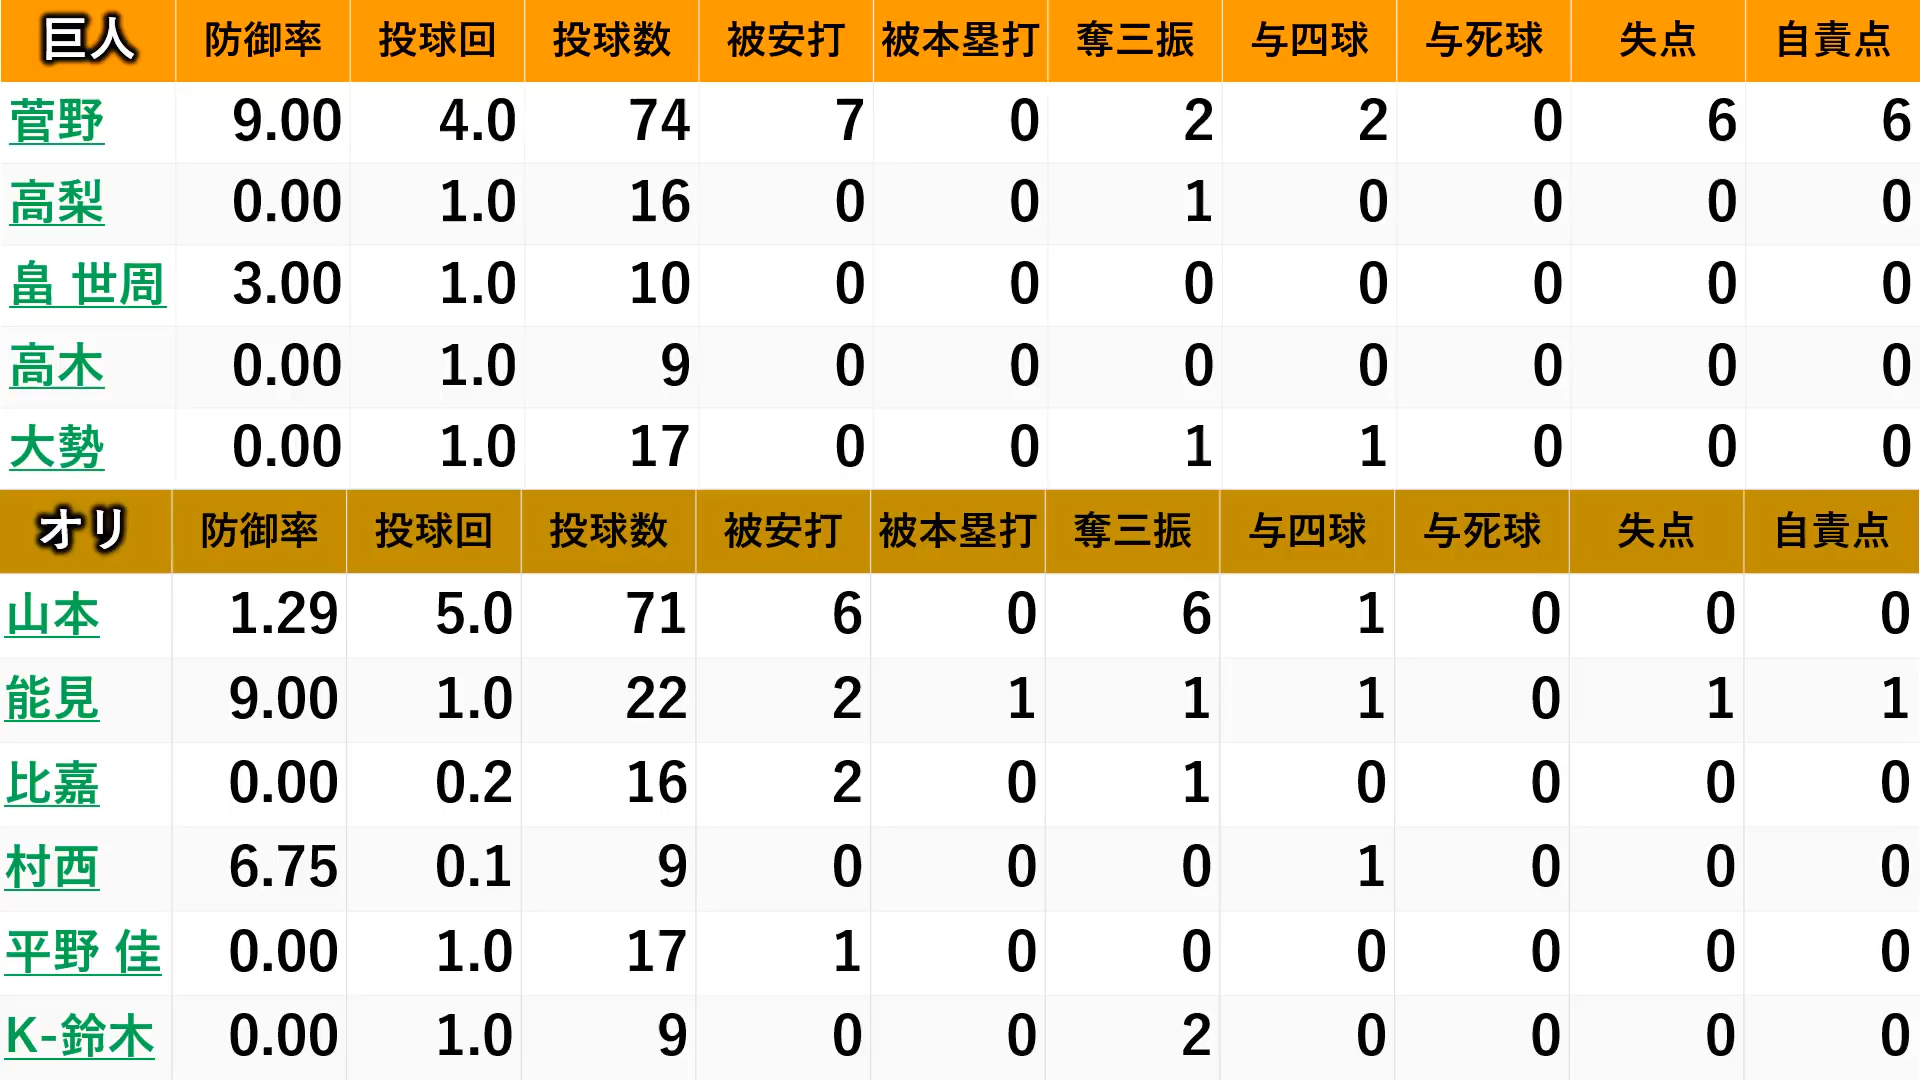 巨人 防御率 投球回 投球数 被安打 被本塁打 奪三振 与四球 与死球 失点 自責点
菅野 9.00 4.0 74 7 0 2 2 0 6 6
高梨 0.00 1.0 16 0 0 1 0 0 0 0
畠 世周 3.00 1.0 10 0 0 0 0 0 0 0
高木 0.00 1.0 9 0 0 0 0 0 0 0
大勢 0.00 1.0 17 0 0 1 1 0 0 0
オリ 防御率 投球回 投球数 被安打 被本塁打 奪三振 与四球 与死球 失点 自責点
山本 1.29 5.0 71 6 0 6 1 0 0 0
能見 9.00 1.0 22 2 1 1 1 0 1 1
比嘉 0.00 0.2 16 2 0 1 0 0 0 0
村西 6.75 0.1 9 0 0 0 1 0 0 0
平野 佳 0.00 1.0 17 1 0 0 0 0 0 0
K-鈴木 0.00 1.0 9 0 0 2 0 0 0 0